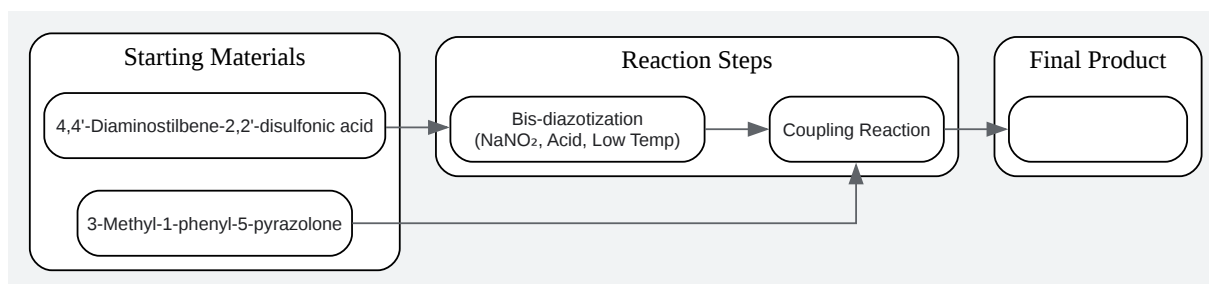 Starting Materials
4,4'-Diaminostilbene-2,2'-disulfonic acid
3-Methyl-1-phenyl-5-pyrazolone
Reaction Steps
Bis-diazotization
(NaNO₂, Acid, Low Temp)
Coupling Reaction
Final Product